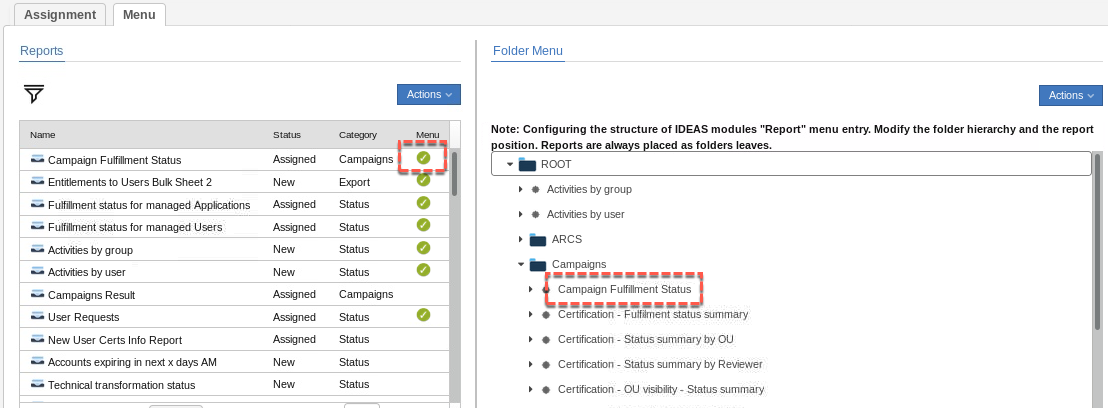 Assignment Menu
Reports
Actions
Name Status Category Menu
Campaign Fulfillment Status Assigned Campaigns
Entitlements to Users Bulk Sheet 2 New Export
Fulfillment status for managed Applications Assigned Status
Fulfillment status for managed Users Assigned Status
Activities by group New Status
Activities by user New Status
Campaigns Result Assigned Campaigns
User Requests Assigned Status
New User Certs Info Report Assigned Status
Accounts expiring in next x days AM New Status
Technical transformation status New Status
Folder Menu
Actions
Note: Configuring the structure of IDEAS modules "Report" menu entry. Modify the folder hierarchy and the report
position. Reports are always placed as folders leaves.
ROOT
Activities by group
Activities by user
ARCS
Campaigns
Campaign Fulfillment Status
Certification - Fulfilment status summary
Certification - Status summary by OU
Certification - Status summary by Reviewer
Certification - OU visibility - Status summary